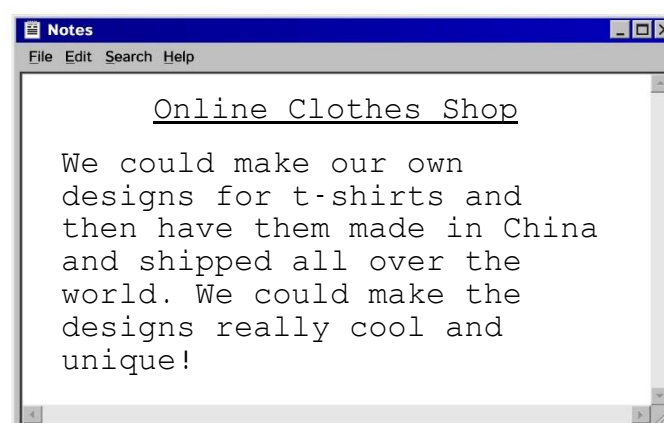 Notes
File Edit Search Help
Online Clothes Shop
We could make our own
designs for t-shirts and
then have them made in China
and shipped all over the
world. We could make the
designs really cool and
unique!